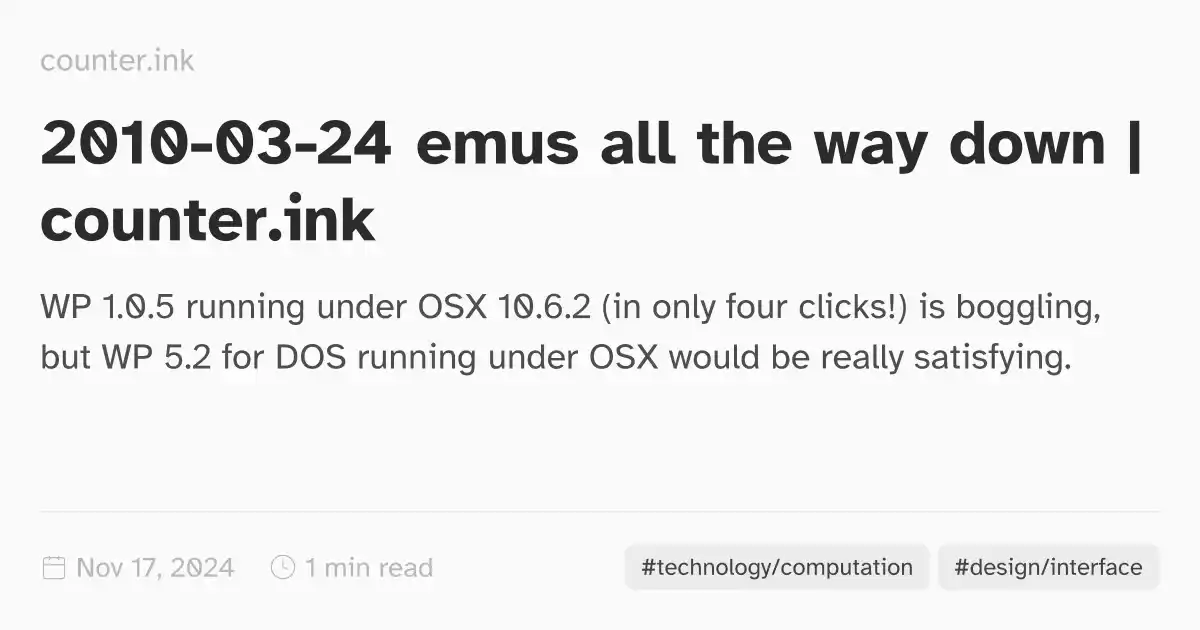 counter.ink
2010-03-24 emus all the way down |
counter.ink
WP 1.0.5 running under OSX 10.6.2 (in only four clicks!) is boggling,
but WP 5.2 for DOS running under OSX would be really satisfying.
Nov 17, 2024 1 min read #technology/computation #design/interface